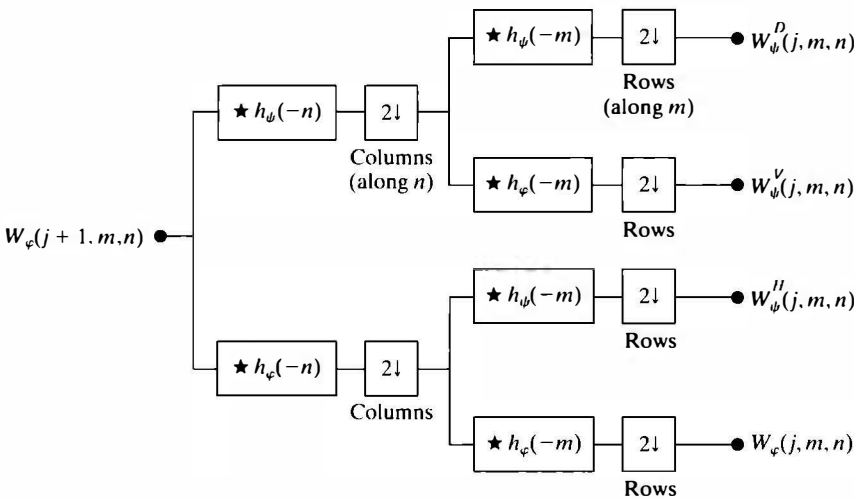 ★ h_ψ(−m)
2↓
W_ψ^D(j, m, n)
Rows
(along m)
★ h_ψ(−n)
2↓
Columns
(along n)
★ h_φ(−m)
2↓
W_ψ^V(j, m, n)
Rows
W_φ(j + 1, m, n)
★ h_ψ(−m)
2↓
W_ψ^H(j, m, n)
Rows
★ h_φ(−n)
2↓
Columns
★ h_φ(−m)
2↓
W_φ(j, m, n)
Rows